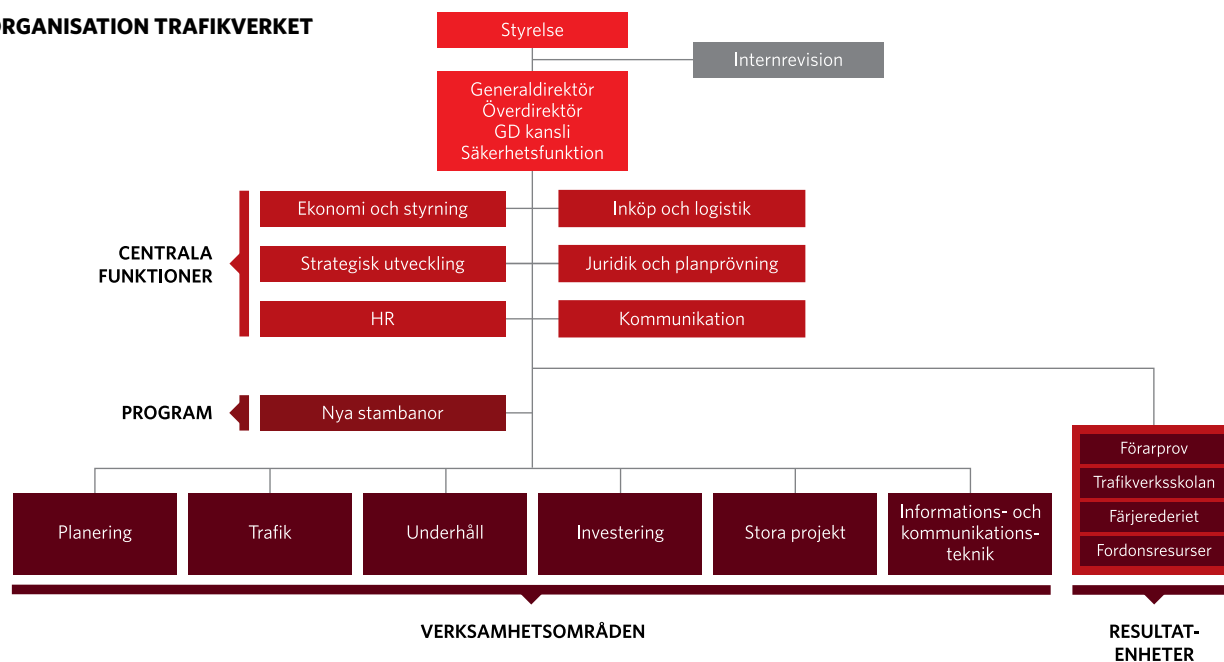 ORGANISATION TRAFIKVERKET
Styrelse
Internrevision
Generaldirektör
Överdirektör
GD kansli
Säkerhetsfunktion
CENTRALA
FUNKTIONER
Ekonomi och styrning
Inköp och logistik
Strategisk utveckling
Juridik och planprövning
HR
Kommunikation
PROGRAM
Nya stambanor
Planering
Trafik
Underhåll
Investering
Stora projekt
Informations- och
kommunikations-
teknik
VERKSAMHETSOMRÅDEN
Förarprov
Trafikverksskolan
Färjerederiet
Fordonsresurser
RESULTAT-
ENHETER